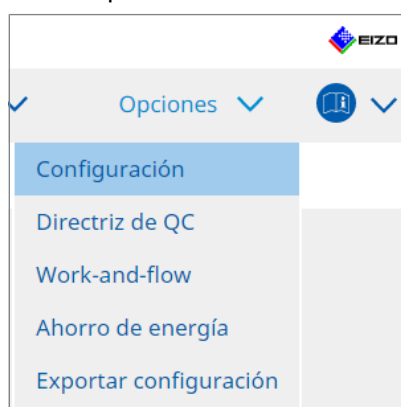 EIZO
Opciones
Configuración
Directriz de QC
Work-and-flow
Ahorro de energía
Exportar configuración